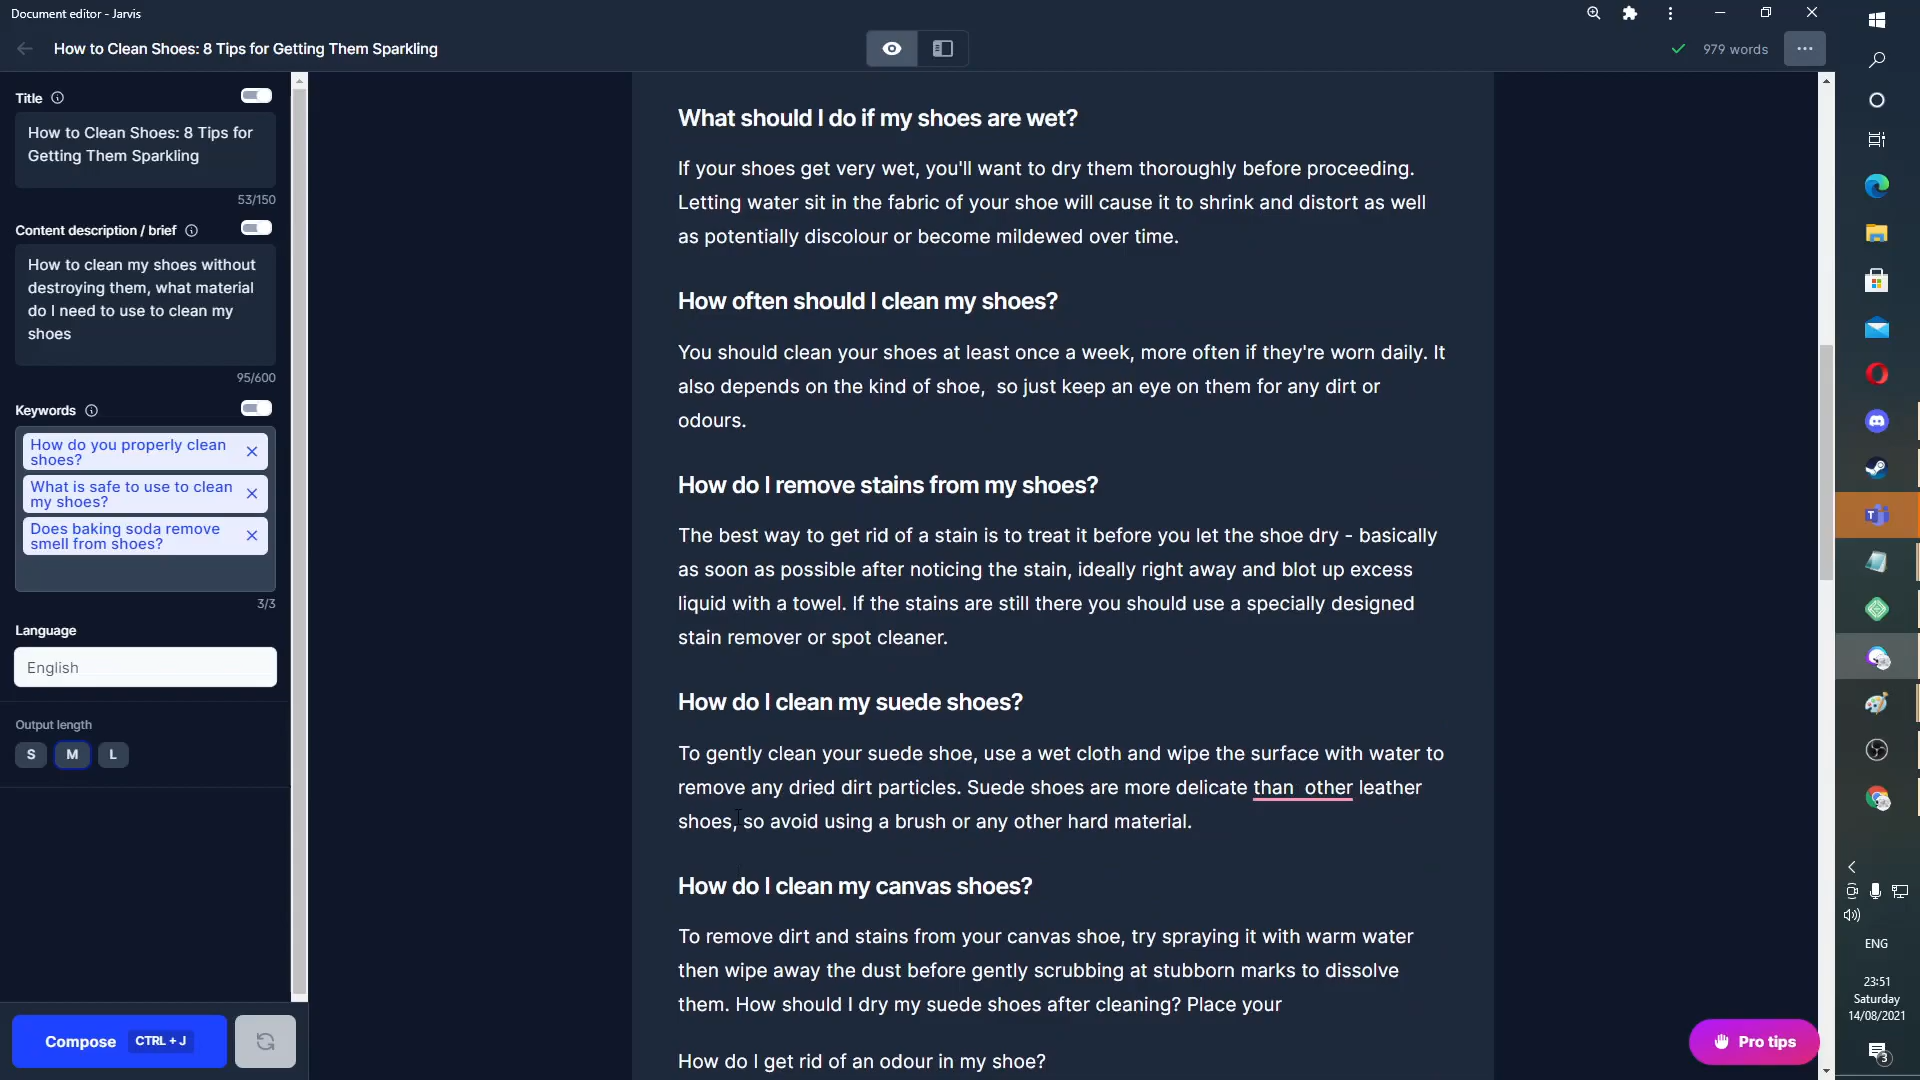 Document editor - Jarvis
How to Clean Shoes: 8 Tips for Getting Them Sparkling
979 words
Title
How to Clean Shoes: 8 Tips for
Getting Them Sparkling
53/150
Content description / brief
How to clean my shoes without
destroying them, what material
do I need to use to clean my
shoes
95/600
Keywords
How do you properly clean
shoes?
What is safe to use to clean
my shoes?
Does baking soda remove
smell from shoes?
3/3
Language
English
Output length
S M L
Compose CTRL + J
What should I do if my shoes are wet?
If your shoes get very wet, you'll want to dry them thoroughly before proceeding.
Letting water sit in the fabric of your shoe will cause it to shrink and distort as well
as potentially discolour or become mildewed over time.
How often should I clean my shoes?
You should clean your shoes at least once a week, more often if they're worn daily. It
also depends on the kind of shoe,  so just keep an eye on them for any dirt or
odours.
How do I remove stains from my shoes?
The best way to get rid of a stain is to treat it before you let the shoe dry - basically
as soon as possible after noticing the stain, ideally right away and blot up excess
liquid with a towel. If the stains are still there you should use a specially designed
stain remover or spot cleaner.
How do I clean my suede shoes?
To gently clean your suede shoe, use a wet cloth and wipe the surface with water to
remove any dried dirt particles. Suede shoes are more delicate than  other leather
shoes, so avoid using a brush or any other hard material.
How do I clean my canvas shoes?
To remove dirt and stains from your canvas shoe, try spraying it with warm water
then wipe away the dust before gently scrubbing at stubborn marks to dissolve
them. How should I dry my suede shoes after cleaning? Place your
How do I get rid of an odour in my shoe?
Pro tips
ENG
23:51
Saturday
14/08/2021
3